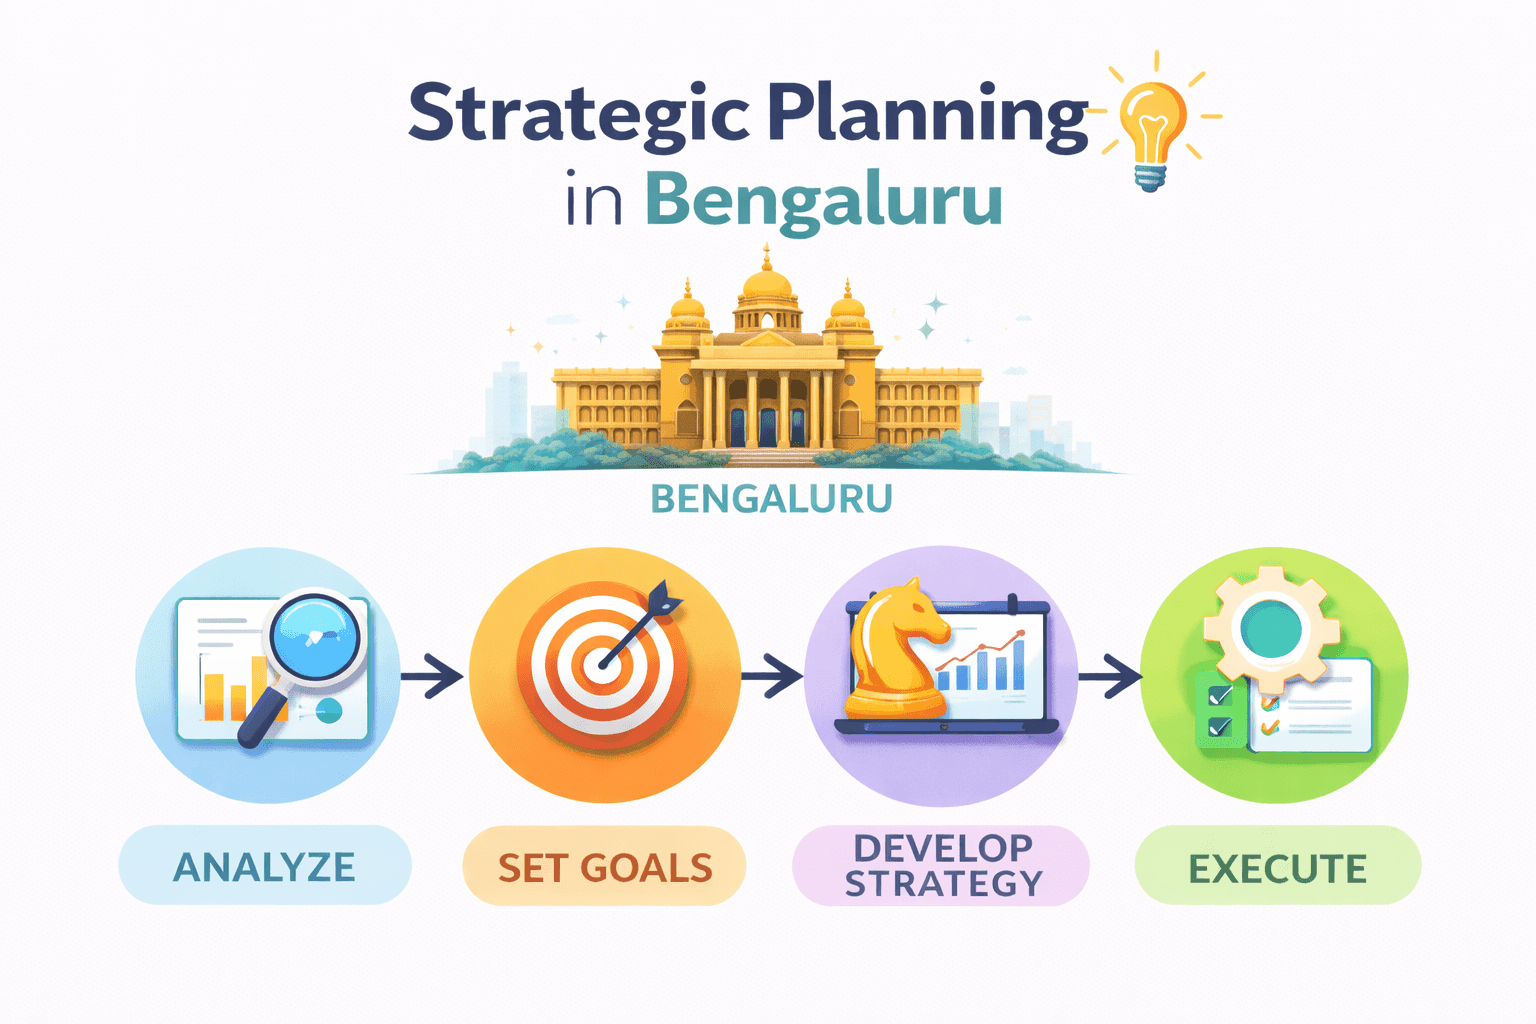 Strategic Planning
in Bengaluru
BENGALURU
ANALYZE
SET GOALS
DEVELOP
STRATEGY
EXECUTE